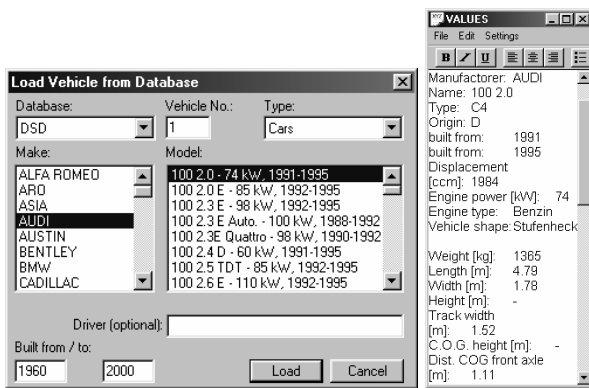 Load Vehicle from Database
Database: Vehicle No.: Type:
DSD 1 Cars
Make: Model:
ALFA ROMEO
ARO
ASIA
AUDI
AUSTIN
BENTLEY
BMW
CADILLAC
100 2.0 - 74 kW, 1991-1995
100 2.0 E - 85 kW, 1992-1995
100 2.3 E - 98 kW, 1992-1995
100 2.3 E Auto. - 100 kW, 1988-1992
100 2.3E Quattro - 98 kW, 1990-1992
100 2.4 D - 60 kW, 1991-1995
100 2.5 TDT - 85 kW, 1992-1995
100 2.6 E - 110 kW, 1992-1995
Driver (optional):
Built from / to:
1960 2000 Load Cancel
VALUES
File Edit Settings
B I U
Manufacturer: AUDI
Name: 100 2.0
Type: C4
Origin: D
built from: 1991
built from: 1995
Displacement
[ccm]: 1984
Engine power [kW]: 74
Engine type: Benzin
Vehicle shape: Stufenheck
Weight [kg]: 1365
Length [m]: 4.79
Width [m]: 1.78
Height [m]: -
Track width
[m]: 1.52
C.O.G. height [m]: -
Dist. COG front axle
[m]: 1.11